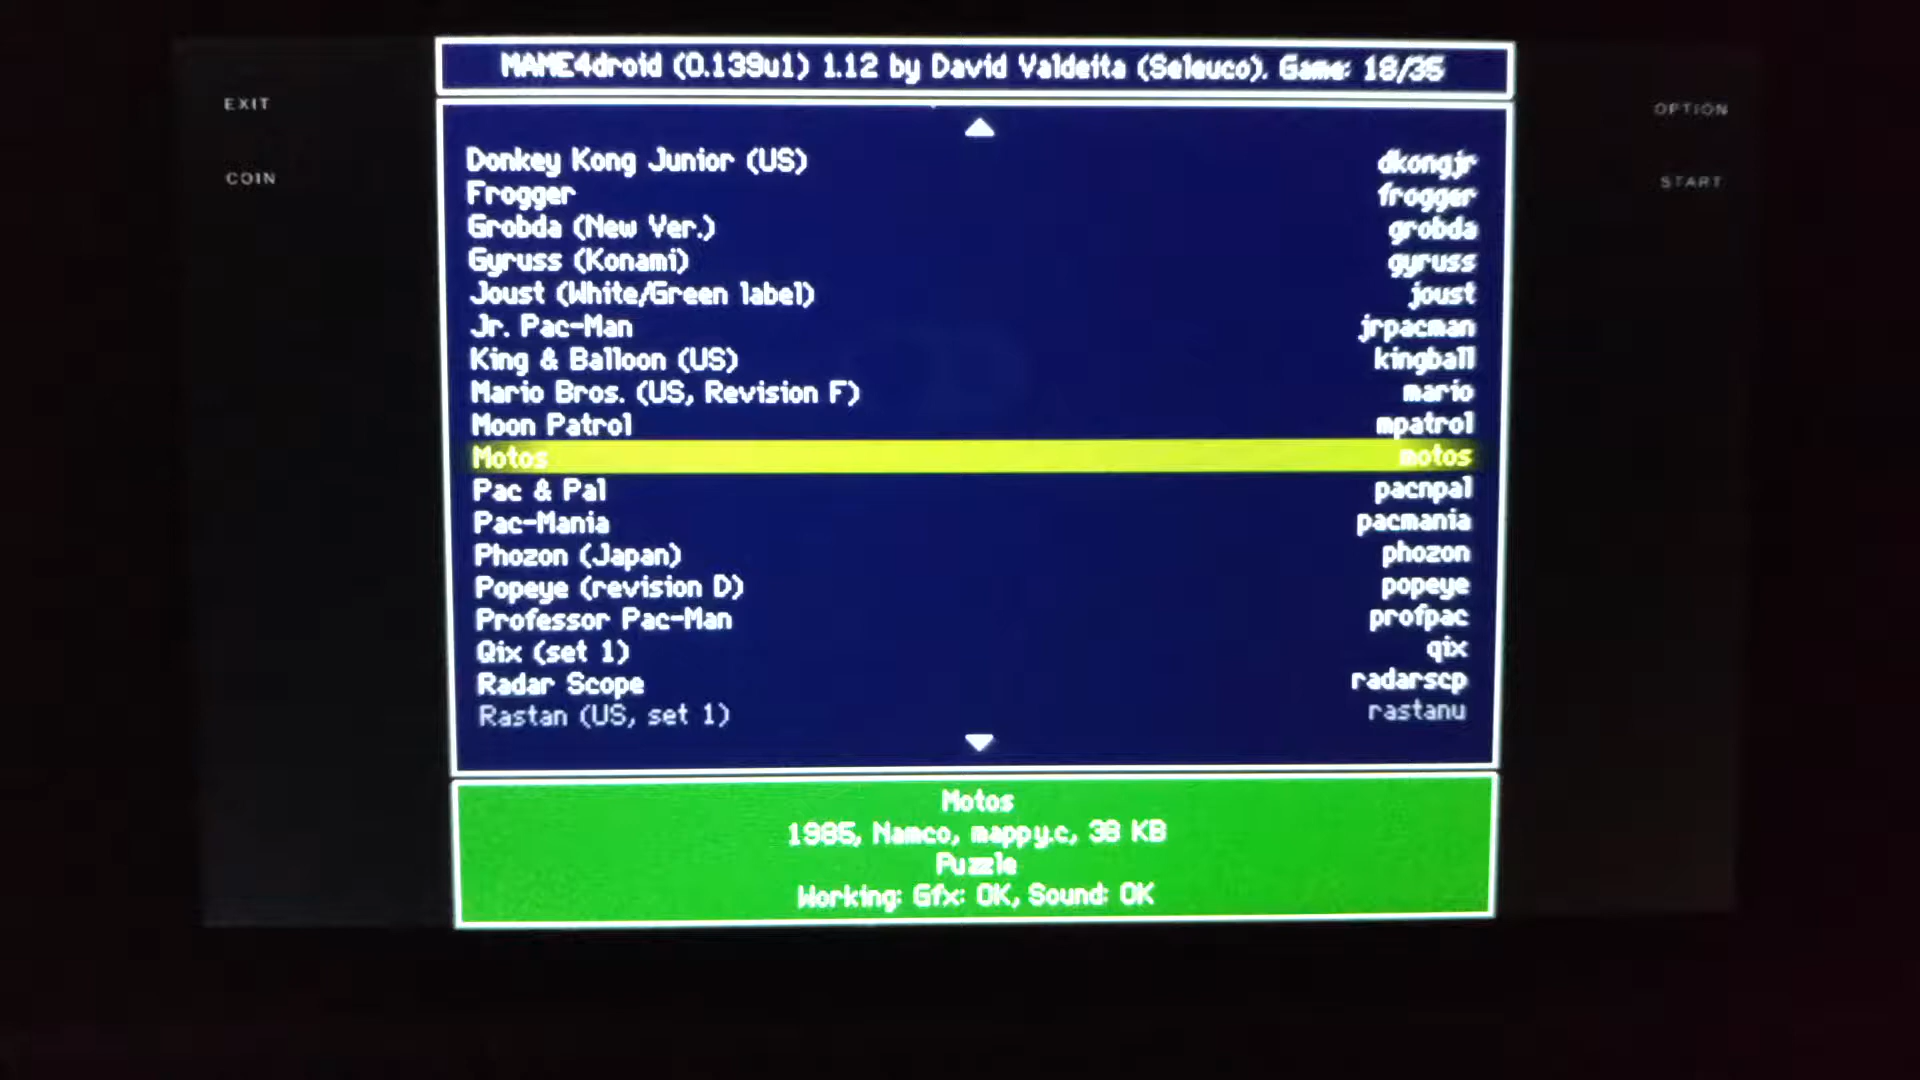 MAME4droid (0.139u1) 1.12 by David Valdeita (Seleuco). Game: 18/35
EXIT
OPTION
COIN
START
Donkey Kong Junior (US) dkongjr
Frogger frogger
Grobda (New Ver.) grobda
Gyruss (Konami) gyruss
Joust (White/Green label) joust
Jr. Pac-Man jrpacman
King & Balloon (US) kingball
Mario Bros. (US, Revision F) mario
Moon Patrol mpatrol
Motos motos
Pac & Pal pacnpal
Pac-Mania pacmania
Phozon (Japan) phozon
Popeye (revision D) popeye
Professor Pac-Man profpac
Qix (set 1) qix
Radar Scope radarscp
Rastan (US, set 1) rastanu
Motos
1985, Namco, mappy.c, 38 KB
Puzzle
Working: Gfx: OK, Sound: OK